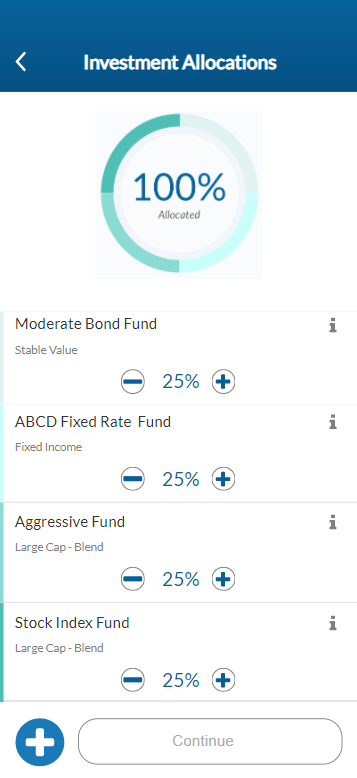 Investment Allocations
100%
Allocated
Moderate Bond Fund
Stable Value
25%
ABCD Fixed Rate  Fund
Fixed Income
25%
Aggressive Fund
Large Cap - Blend
25%
Stock Index Fund
Large Cap - Blend
25%
Continue